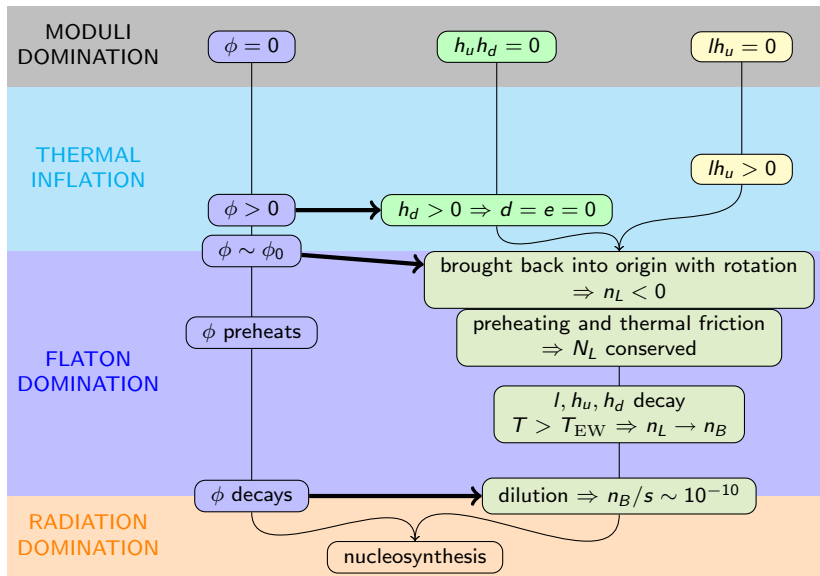 MODULI
DOMINATION
ϕ = 0
h_u h_d = 0
lh_u = 0
THERMAL
INFLATION
lh_u > 0
ϕ > 0
h_d > 0 ⇒ d = e = 0
ϕ ∼ ϕ_0
brought back into origin with rotation
⇒ n_L < 0
FLATON
DOMINATION
ϕ preheats
preheating and thermal friction
⇒ N_L conserved
l, h_u, h_d decay
T > T_EW ⇒ n_L → n_B
ϕ decays
dilution ⇒ n_B/s ∼ 10^{-10}
RADIATION
DOMINATION
nucleosynthesis